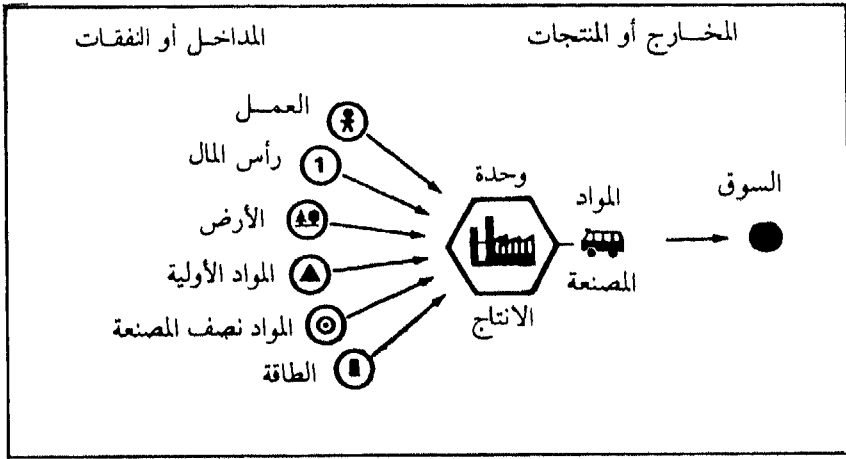 المخارج أو المنتجات
المداخل أو النفقات
العمل
رأس المال
1
الأرض
المواد الأولية
المواد نصف المصنعة
الطاقة
وحدة
الانتاج
المواد
المصنعة
السوق